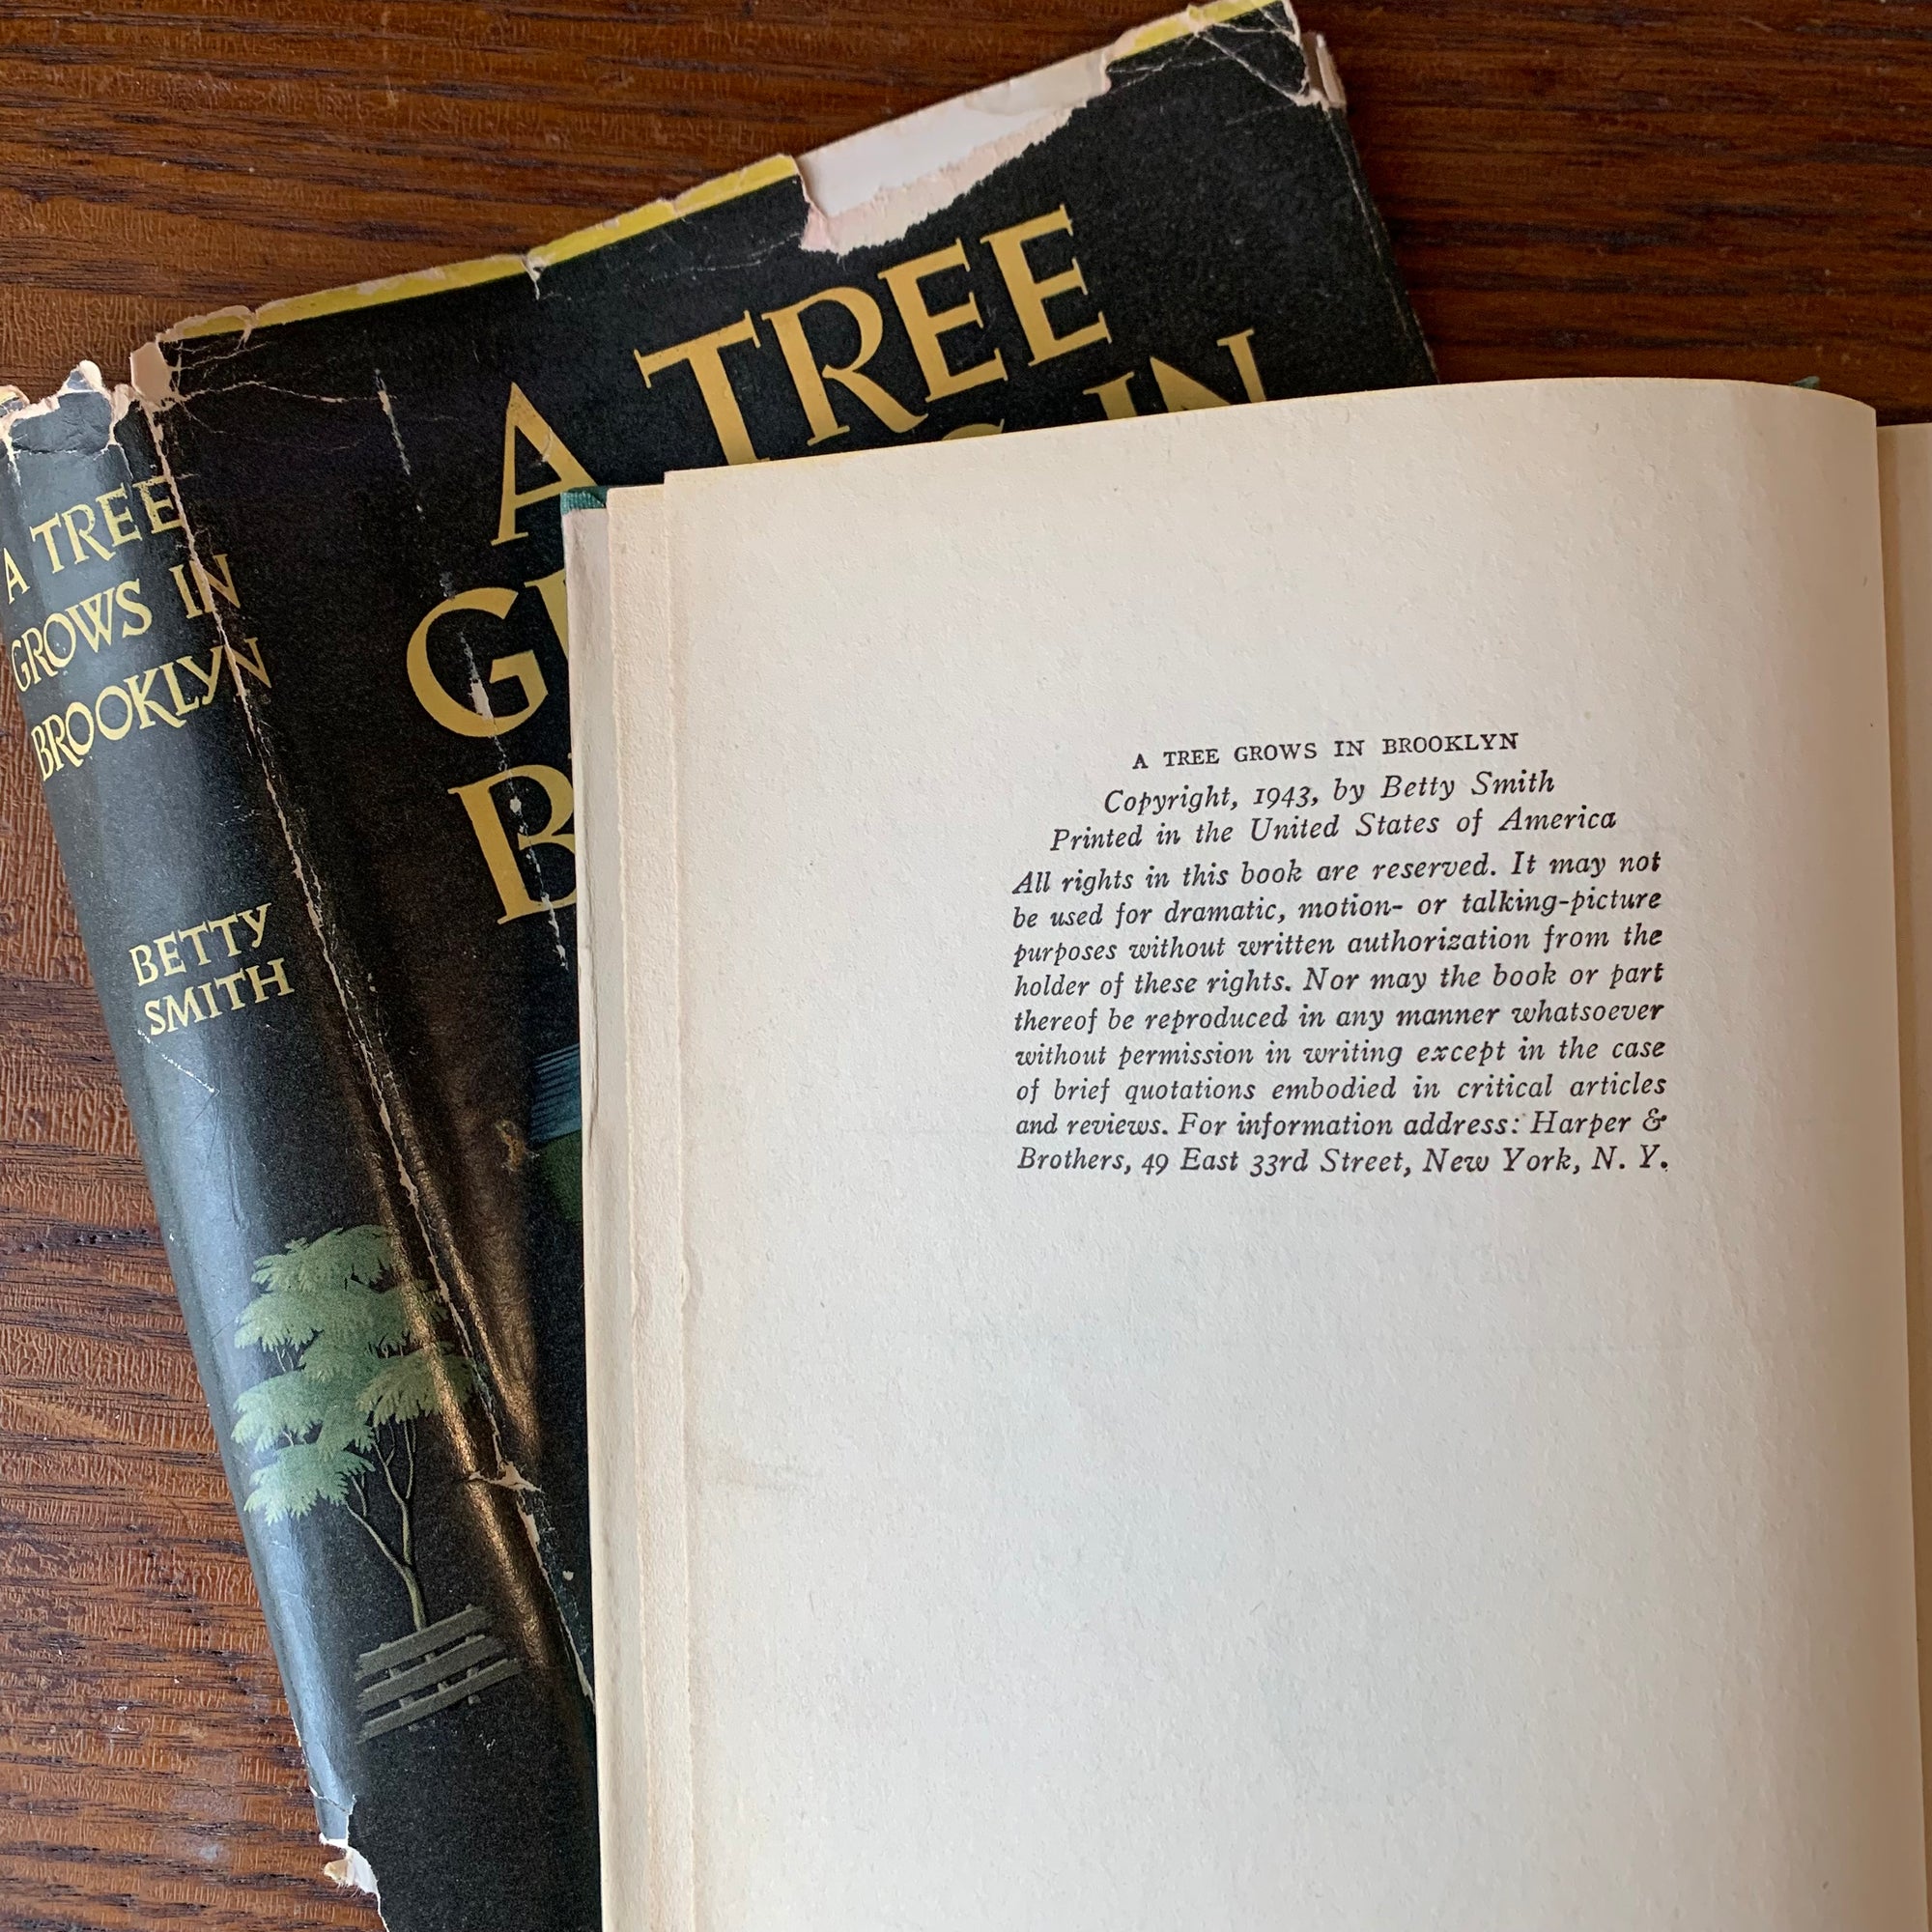 A TREE
GROWS IN
BROOKLYN
BETTY
SMITH
A TREE
IN
A TREE GROWS IN BROOKLYN
Copyright, 1943, by Betty Smith
Printed in the United States of America
All rights in this book are reserved. It may not
be used for dramatic, motion- or talking-picture
purposes without written authorization from the
holder of these rights. Nor may the book or part
thereof be reproduced in any manner whatsoever
without permission in writing except in the case
of brief quotations embodied in critical articles
and reviews. For information address: Harper &
Brothers, 49 East 33rd Street, New York, N. Y.